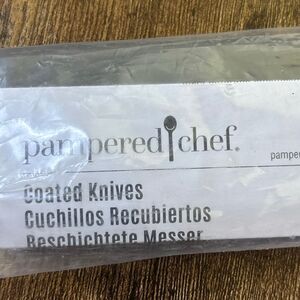 pampered chef®
pamper
Coated Knives
Cuchillos Recubiertos
Beschichtete Messer